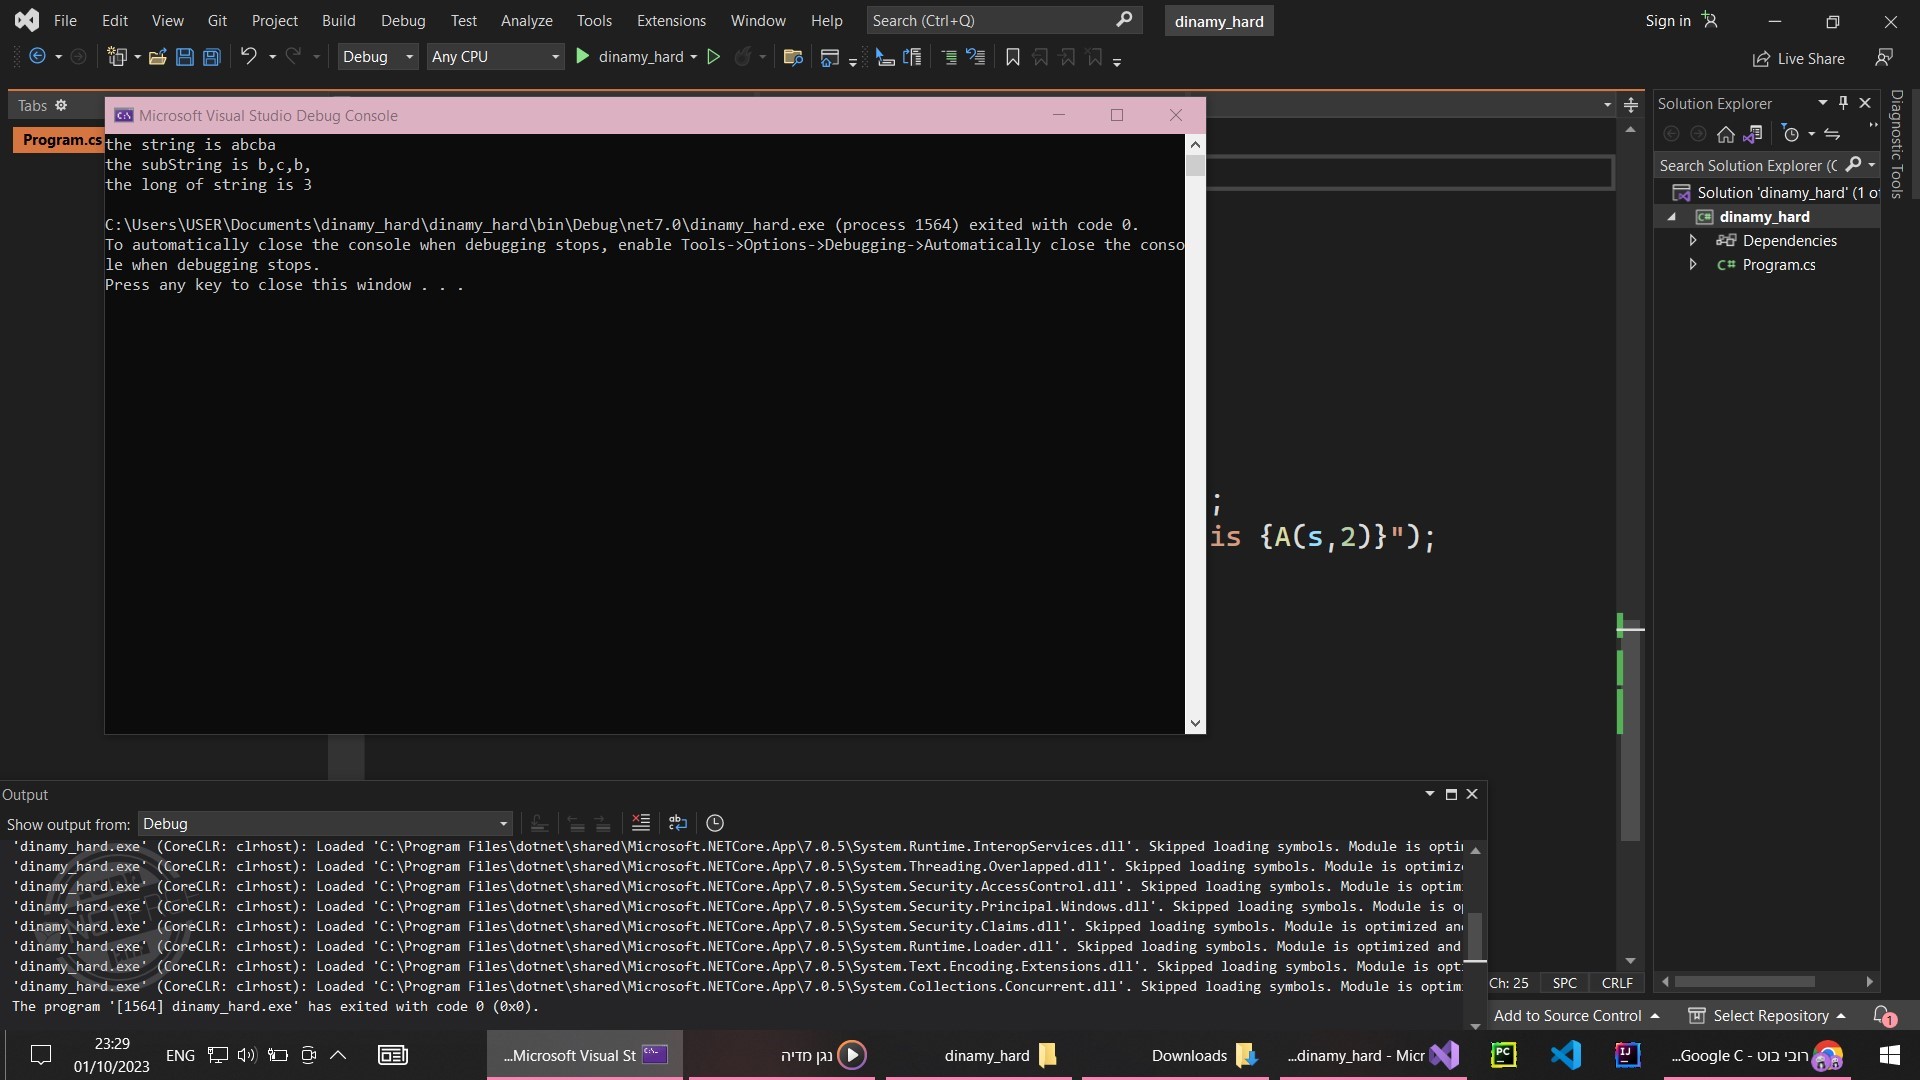 File Edit View Git Project Build Debug Test Analyze Tools Extensions Window Help Search (Ctrl+Q) dinamy_hard Sign in
Debug Any CPU dinamy_hard Live Share
Tabs
Program.cs
Microsoft Visual Studio Debug Console
the string is abcba
the subString is b,c,b,
the long of string is 3
C:\Users\USER\Documents\dinamy_hard\dinamy_hard\bin\Debug\net7.0\dinamy_hard.exe (process 1564) exited with code 0.
To automatically close the console when debugging stops, enable Tools->Options->Debugging->Automatically close the conso
le when debugging stops.
Press any key to close this window . . .
;
is {A(s,2)}");
Solution Explorer
Search Solution Explorer (C
Solution 'dinamy_hard' (1 of
dinamy_hard
Dependencies
C# Program.cs
Diagnostic Tools
Output
Show output from: Debug
'dinamy_hard.exe' (CoreCLR: clrhost): Loaded 'C:\Program Files\dotnet\shared\Microsoft.NETCore.App\7.0.5\System.Runtime.InteropServices.dll'. Skipped loading symbols. Module is optim
'dinamy_hard.exe' (CoreCLR: clrhost): Loaded 'C:\Program Files\dotnet\shared\Microsoft.NETCore.App\7.0.5\System.Threading.Overlapped.dll'. Skipped loading symbols. Module is optimize
'dinamy_hard.exe' (CoreCLR: clrhost): Loaded 'C:\Program Files\dotnet\shared\Microsoft.NETCore.App\7.0.5\System.Security.AccessControl.dll'. Skipped loading symbols. Module is optimi
'dinamy_hard.exe' (CoreCLR: clrhost): Loaded 'C:\Program Files\dotnet\shared\Microsoft.NETCore.App\7.0.5\System.Security.Principal.Windows.dll'. Skipped loading symbols. Module is op
'dinamy_hard.exe' (CoreCLR: clrhost): Loaded 'C:\Program Files\dotnet\shared\Microsoft.NETCore.App\7.0.5\System.Security.Claims.dll'. Skipped loading symbols. Module is optimized and
'dinamy_hard.exe' (CoreCLR: clrhost): Loaded 'C:\Program Files\dotnet\shared\Microsoft.NETCore.App\7.0.5\System.Runtime.Loader.dll'. Skipped loading symbols. Module is optimized and
'dinamy_hard.exe' (CoreCLR: clrhost): Loaded 'C:\Program Files\dotnet\shared\Microsoft.NETCore.App\7.0.5\System.Text.Encoding.Extensions.dll'. Skipped loading symbols. Module is opti
'dinamy_hard.exe' (CoreCLR: clrhost): Loaded 'C:\Program Files\dotnet\shared\Microsoft.NETCore.App\7.0.5\System.Collections.Concurrent.dll'. Skipped loading symbols. Module is optim
The program '[1564] dinamy_hard.exe' has exited with code 0 (0x0).
Ch: 25 SPC CRLF
Add to Source Control Select Repository 1
23:29
01/10/2023
ENG ...Microsoft Visual St נגן מדיה dinamy_hard Downloads ...dinamy_hard - Micr PC IJ ...Google C - רובי בוט